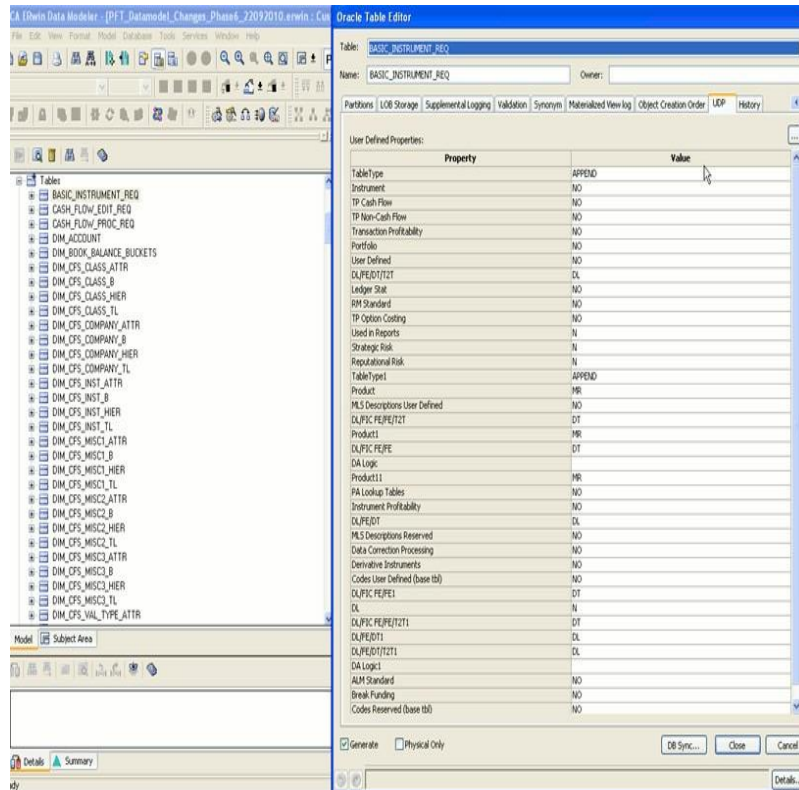 CA ERwin Data Modeler - [PFT_Datamodel_Changes_Phase6_22092010.erwin : Cus
File Edit View Format Model Database Tools Services Window Help
Tables
BASIC_INSTRUMENT_REQ
CASH_FLOW_EDIT_REQ
CASH_FLOW_PROC_REQ
DIM_ACCOUNT
DIM_BOOK_BALANCE_BUCKETS
DIM_CFS_CLASS_ATTR
DIM_CFS_CLASS_B
DIM_CFS_CLASS_HIER
DIM_CFS_CLASS_TL
DIM_CFS_COMPANY_ATTR
DIM_CFS_COMPANY_B
DIM_CFS_COMPANY_HIER
DIM_CFS_COMPANY_TL
DIM_CFS_INST_ATTR
DIM_CFS_INST_B
DIM_CFS_INST_HIER
DIM_CFS_INST_TL
DIM_CFS_MISC1_ATTR
DIM_CFS_MISC1_B
DIM_CFS_MISC1_HIER
DIM_CFS_MISC1_TL
DIM_CFS_MISC2_ATTR
DIM_CFS_MISC2_B
DIM_CFS_MISC2_HIER
DIM_CFS_MISC2_TL
DIM_CFS_MISC3_ATTR
DIM_CFS_MISC3_B
DIM_CFS_MISC3_HIER
DIM_CFS_MISC3_TL
DIM_CFS_VAL_TYPE_ATTR
Model Subject Area
Details Summary
dy
Oracle Table Editor
Table: BASIC_INSTRUMENT_REQ
Name: BASIC_INSTRUMENT_REQ Owner:
Partitions LOB Storage Supplemental Logging Validation Synonym Materialized View log Object Creation Order UDP History
User Defined Properties:
...
Property Value
TableType APPEND
Instrument NO
TP Cash Flow NO
TP Non-Cash Flow NO
Transaction Profitability NO
Portfolio NO
User Defined NO
DL/FE/DT/T2T DL
Ledger Stat NO
RM Standard NO
TP Option Costing NO
Used in Reports N
Strategic Risk N
Reputational Risk N
TableType1 APPEND
Product MR
MLS Descriptions User Defined NO
DL/FIC FE/FE/T2T DT
Product1 MR
DL/FIC FE/FE DT
DA Logic
Product11 MR
PA Lookup Tables NO
Instrument Profitability NO
DL/FE/DT DL
MLS Descriptions Reserved NO
Data Correction Processing NO
Derivative Instruments NO
Codes User Defined (base tbl) NO
DL/FIC FE/FE1 DT
DL N
DL/FIC FE/FE/T2T1 DT
DL/FE/DT1 DL
DL/FE/DT/T2T1 DL
DA Logic1
ALM Standard NO
Break Funding NO
Codes Reserved (base tbl) NO
Generate Physical Only DB Sync... Close Cancel
Details...